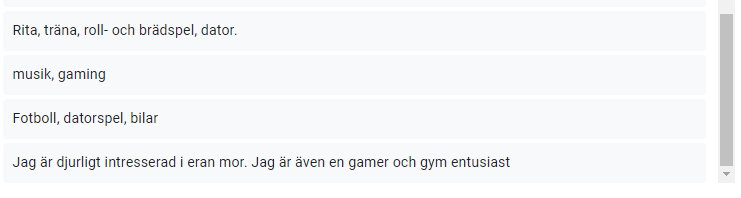 Rita, träna, roll- och brädspel, dator.
musik, gaming
Fotboll, datorspel, bilar
Jag är djurligt intresserad i eran mor. Jag är även en gamer och gym entusiast